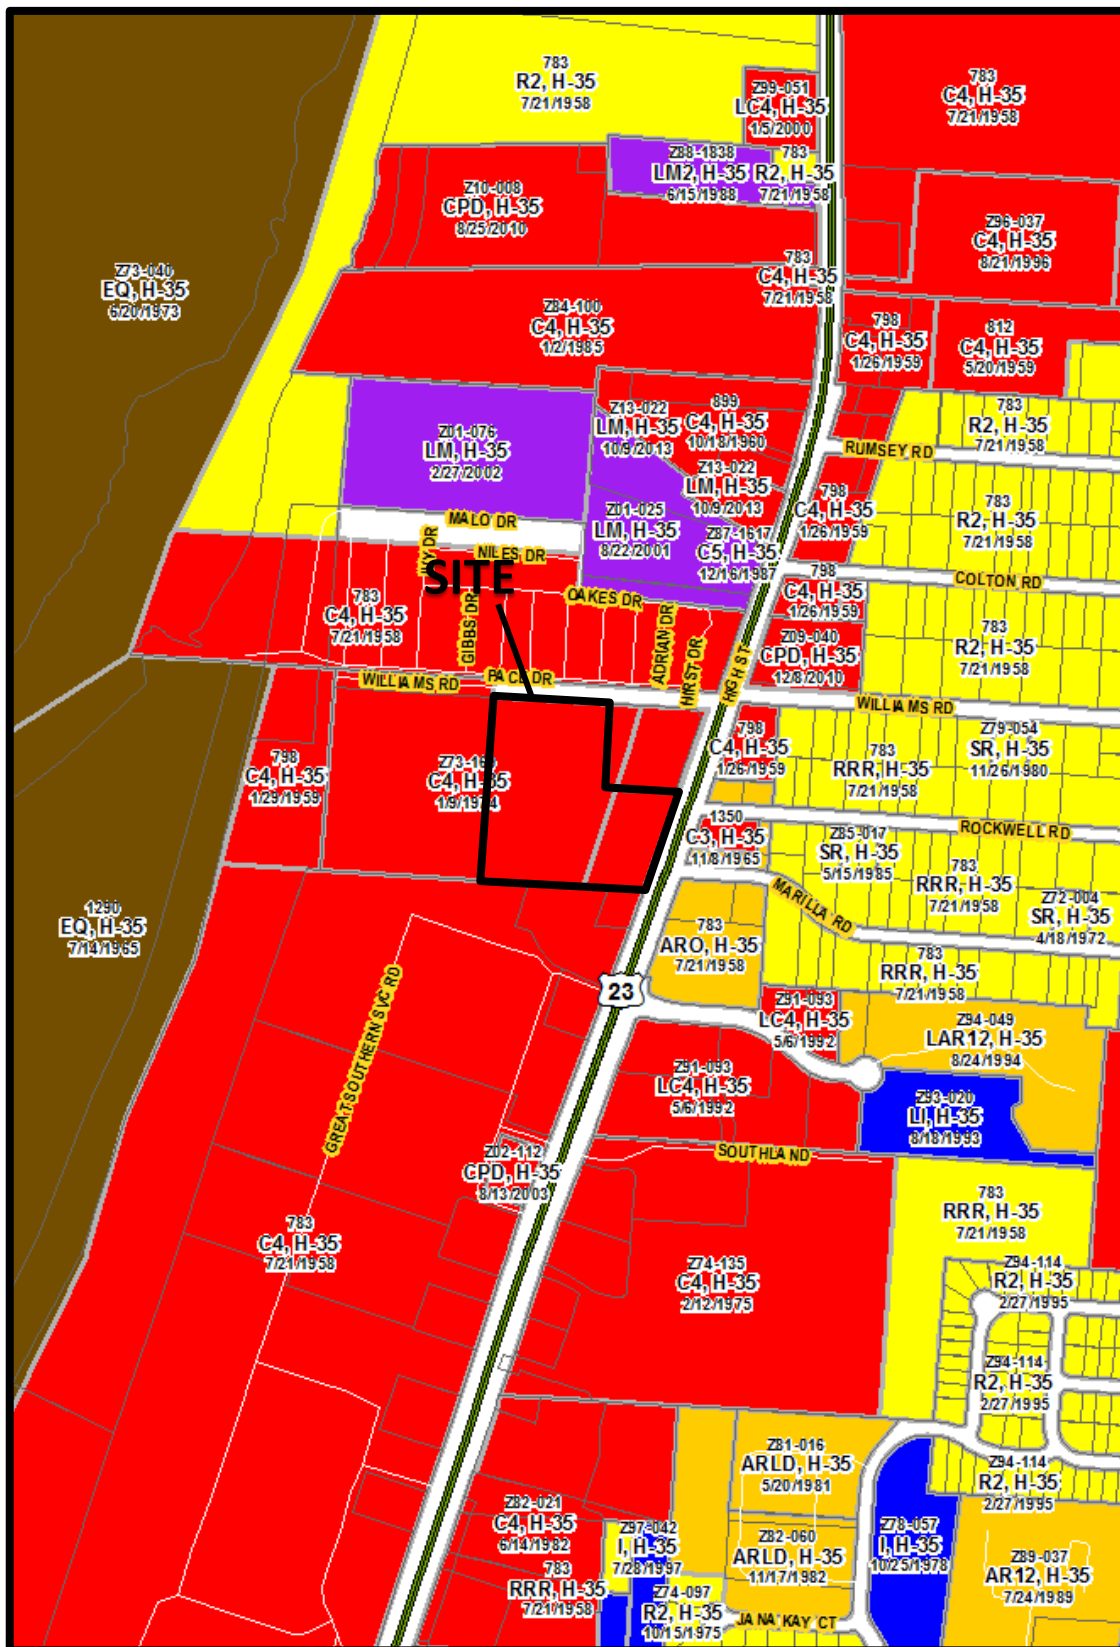 783
R2, H-35
7/21/1958
Z99-051
LC4, H-35
1/5/2000
783
C4, H-35
7/21/1958
Z88-1838
LM2, H-35
6/15/1988
783
R2, H-35
7/21/1958
Z10-008
CPD, H-35
8/25/2010
Z96-037
C4, H-35
8/21/1996
Z73-040
EQ, H-35
6/20/1973
783
C4, H-35
7/21/1958
Z84-100
C4, H-35
1/2/1985
798
C4, H-35
1/26/1959
812
C4, H-35
5/20/1959
Z13-022
LM, H-35
10/9/2013
899
C4, H-35
10/18/1960
783
R2, H-35
7/21/1958
RUMSEY RD
Z01-076
LM, H-35
2/27/2002
Z13-022
LM, H-35
10/9/2013
798
C4, H-35
1/26/1959
783
R2, H-35
7/21/1958
MALO DR
Z01-025
LM, H-35
8/22/2001
Z87-1617
C5, H-35
12/16/1987
NILES DR
SITE
COLTON RD
798
C4, H-35
1/26/1959
OAKES DR
783
C4, H-35
7/21/1958
GIBBS DR
ADRIAN DR
HIRST DR
Z09-040
CPD, H-35
12/8/2010
783
R2, H-35
7/21/1958
WILLIAMS RD
PACE DR
HIGH ST
WILLIAMS RD
798
C4, H-35
1/29/1959
C4, H-35
1/9/1974
798
C4, H-35
1/26/1959
783
RRR, H-35
7/21/1958
Z79-054
SR, H-35
11/26/1980
1350
C3, H-35
11/8/1965
ROCKWELL RD
Z85-017
SR, H-35
5/15/1985
783
RRR, H-35
7/21/1958
MARILLA RD
Z72-004
SR, H-35
4/18/1972
1290
EQ, H-35
7/14/1965
783
ARO, H-35
7/21/1958
783
RRR, H-35
7/21/1958
23
GREAT SOUTHERN SVC RD
Z91-093
LC4, H-35
5/6/1992
Z94-049
LAR12, H-35
8/24/1994
Z91-093
LC4, H-35
5/6/1992
Z93-020
LI, H-35
8/18/1993
SOUTHLAND
Z02-112
CPD, H-35
8/13/2003
783
C4, H-35
7/21/1958
783
RRR, H-35
7/21/1958
Z74-135
C4, H-35
2/12/1975
Z94-114
R2, H-35
2/27/1995
Z94-114
R2, H-35
2/27/1995
Z81-016
ARLD, H-35
5/20/1981
Z94-114
R2, H-35
2/27/1995
Z82-021
C4, H-35
6/14/1982
Z97-042
I, H-35
7/28/1997
Z82-060
ARLD, H-35
11/17/1982
Z78-057
I, H-35
10/25/1978
Z89-037
AR12, H-35
7/24/1989
783
RRR, H-35
7/21/1958
Z74-097
R2, H-35
10/15/1975
JANA KAY CT